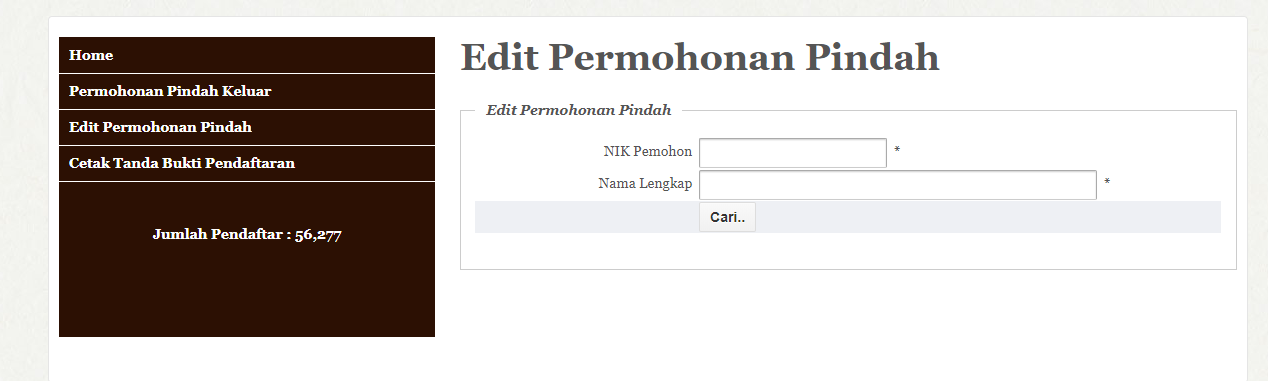 Home
Permohonan Pindah Keluar
Edit Permohonan Pindah
Cetak Tanda Bukti Pendaftaran
Jumlah Pendaftar : 56,277
Edit Permohonan Pindah
Edit Permohonan Pindah
NIK Pemohon *
Nama Lengkap *
Cari..